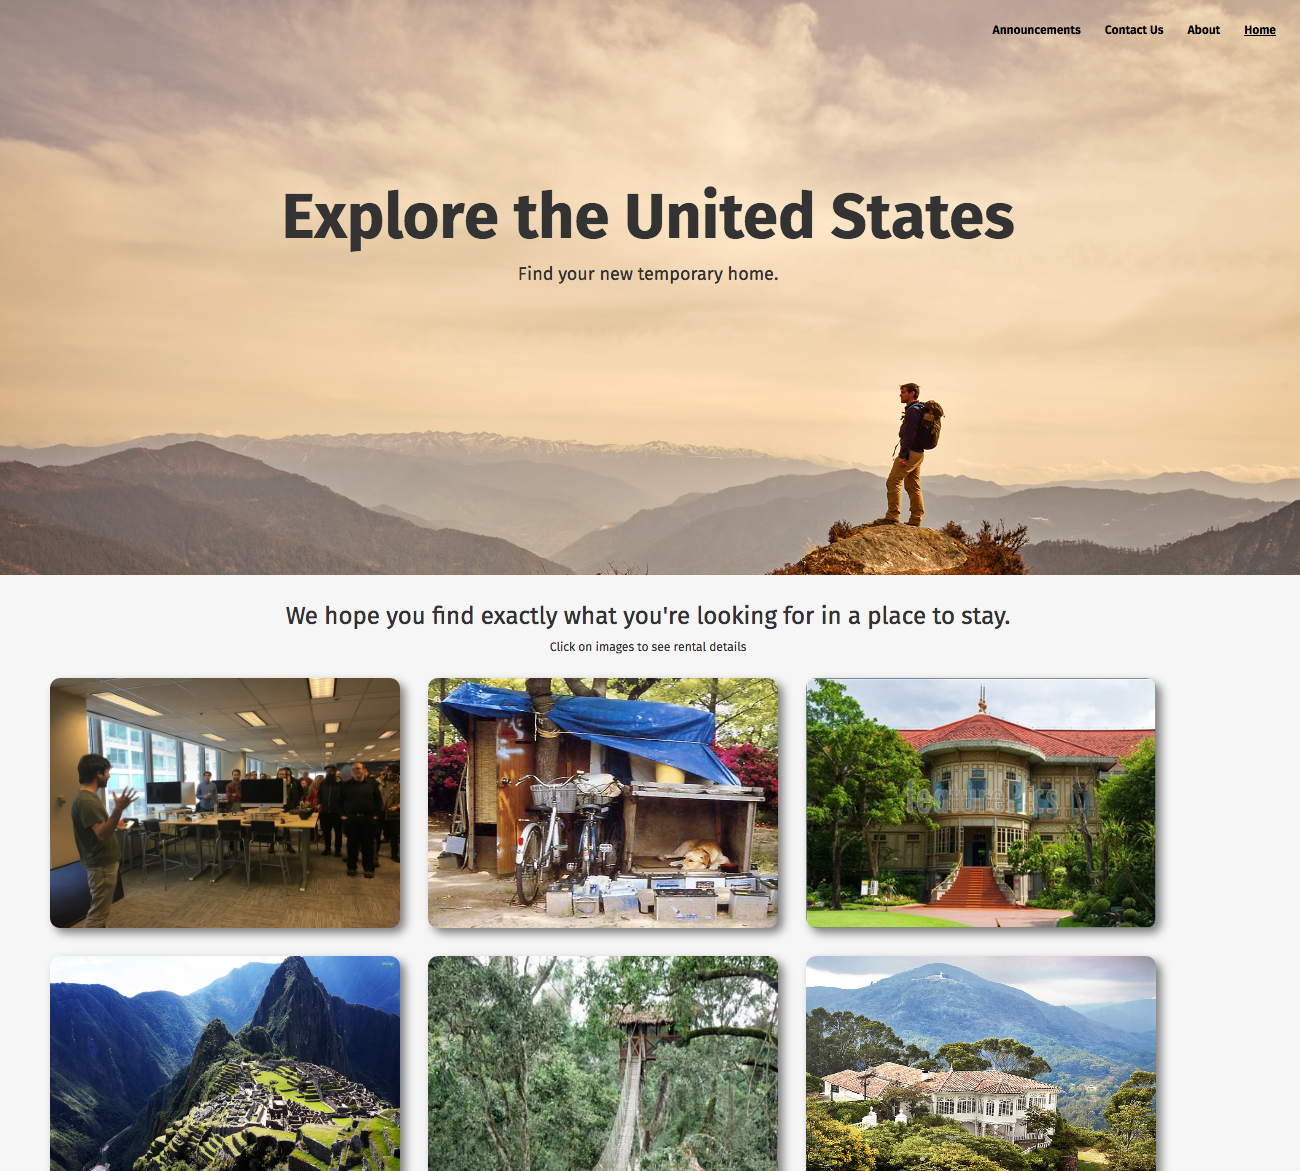 Announcements Contact Us About Home
Explore the United States
Find your new temporary home.
We hope you find exactly what you're looking for in a place to stay.
Click on images to see rental details